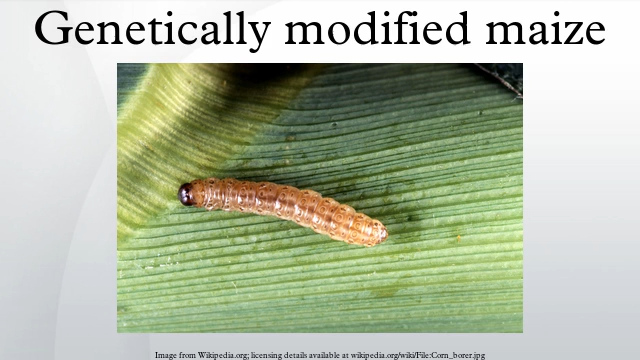 Genetically modified maize
Image from Wikipedia.org; licensing details available at wikipedia.org/wiki/File:Corn_borer.jpg